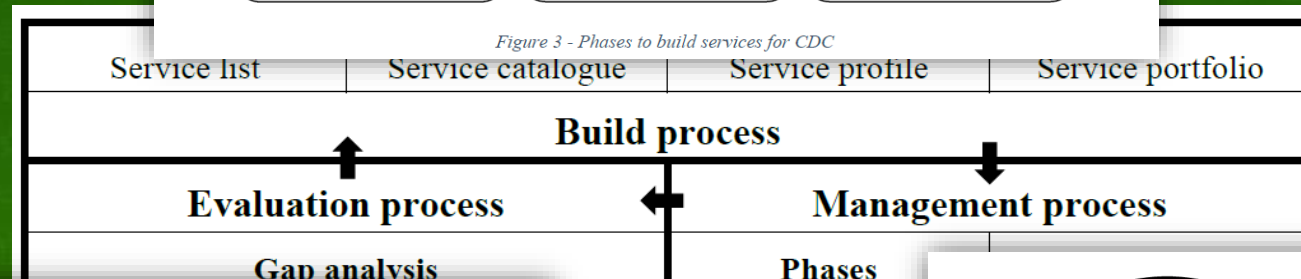 Figure 3 - Phases to build services for CDC
Service list Service catalogue Service profile Service portfolio
Build process
Evaluation process Management process
Gap analysis Phases